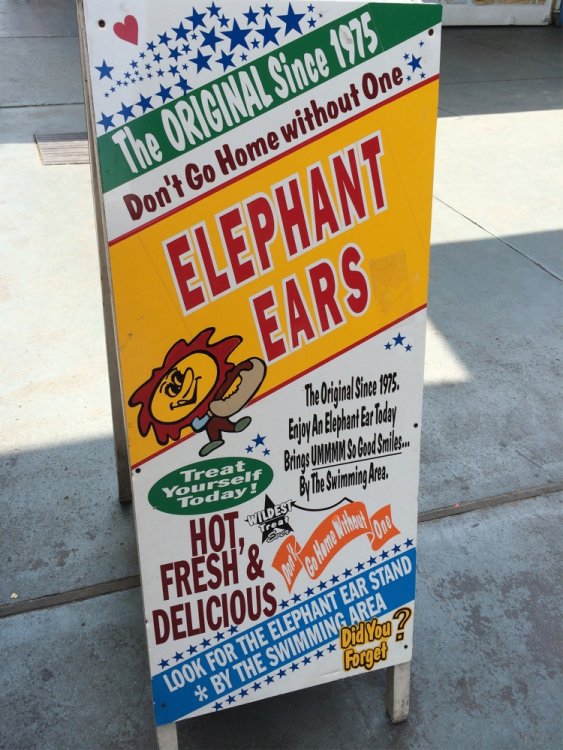 The ORIGINAL Since 1975
Don't Go Home without One
ELEPHANT
EARS
The Original Since 1975.
Enjoy An Elephant Ear Today
Brings UMMMM So Good Smiles...
By The Swimming Area.
Treat
Yourself
Today!
WILDEST
Treat
Ever
HOT,
FRESH &
DELICIOUS
Don't Go Home Without One
LOOK FOR THE ELEPHANT EAR STAND
* BY THE SWIMMING AREA
Did You
Forget ?